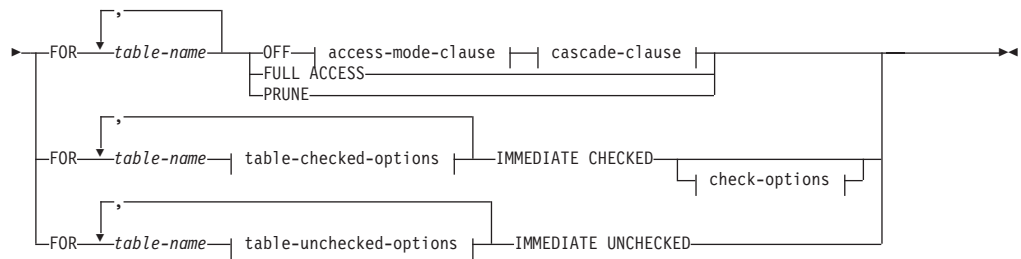 ,
FOR table-name OFF access-mode-clause cascade-clause
FULL ACCESS
PRUNE
,
FOR table-name table-checked-options IMMEDIATE CHECKED
check-options
,
FOR table-name table-unchecked-options IMMEDIATE UNCHECKED